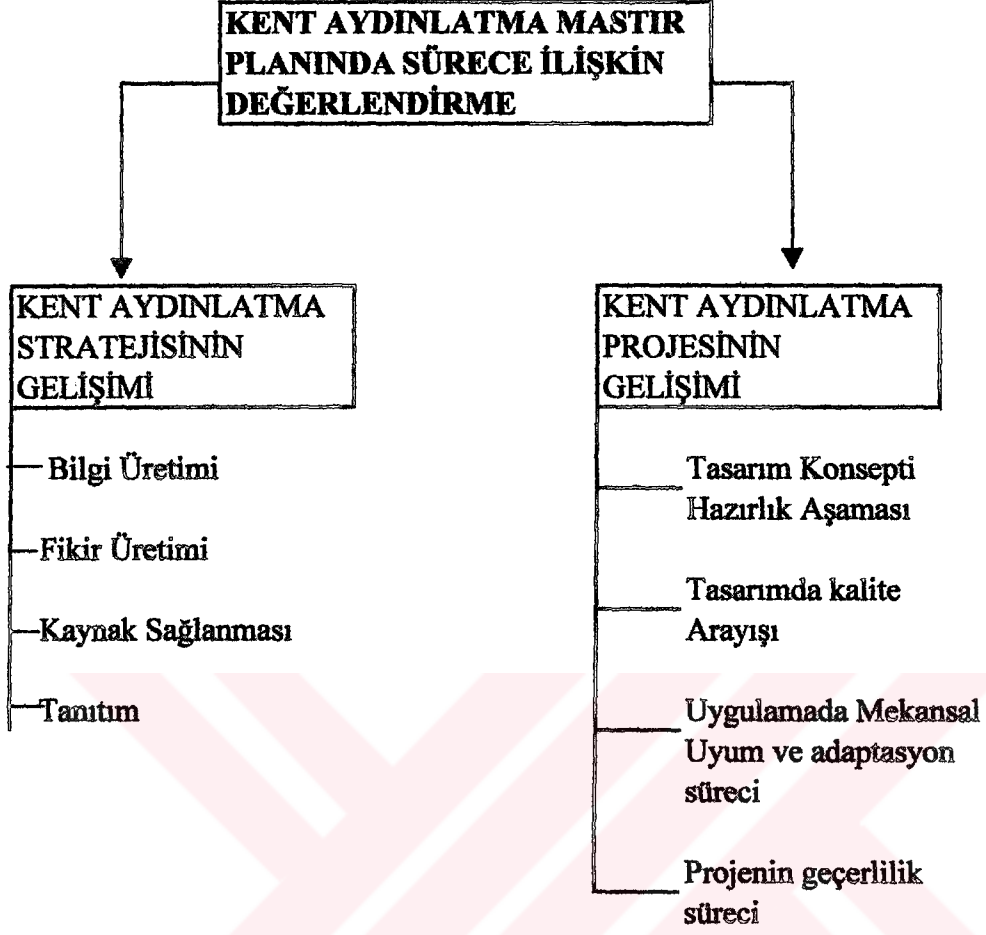 KENT AYDINLATMA MASTIR
PLANINDA SÜRECE İLİŞKİN
DEĞERLENDİRME
KENT AYDINLATMA
STRATEJİSİNİN
GELİŞİMİ
Bilgi Üretimi
Fikir Üretimi
Kaynak Sağlanması
Tanıtım
KENT AYDINLATMA
PROJESİNİN
GELİŞİMİ
Tasarım Konsepti
Hazırlık Aşaması
Tasarımda kalite
Arayışı
Uygulamada Mekansal
Uyum ve adaptasyon
süreci
Projenin geçerlilik
süreci